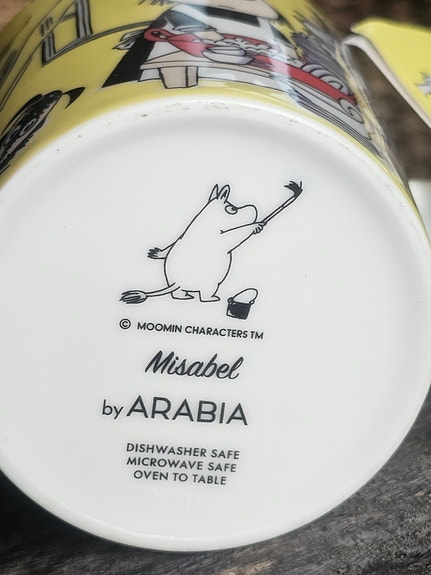 © MOOMIN CHARACTERS TM
Misabel
by ARABIA
DISHWASHER SAFE
MICROWAVE SAFE
OVEN TO TABLE